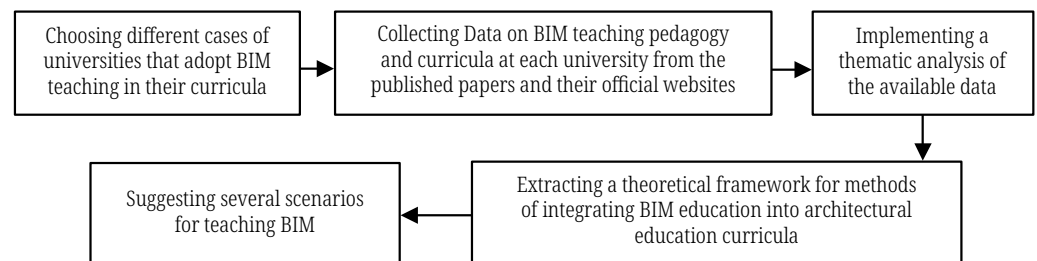 Choosing different cases of
universities that adopt BIM
teaching in their curricula
Collecting Data on BIM teaching pedagogy
and curricula at each university from the
published papers and their official websites
Implementing a
thematic analysis of
the available data
Extracting a theoretical framework for methods
of integrating BIM education into architectural
education curricula
Suggesting several scenarios
for teaching BIM